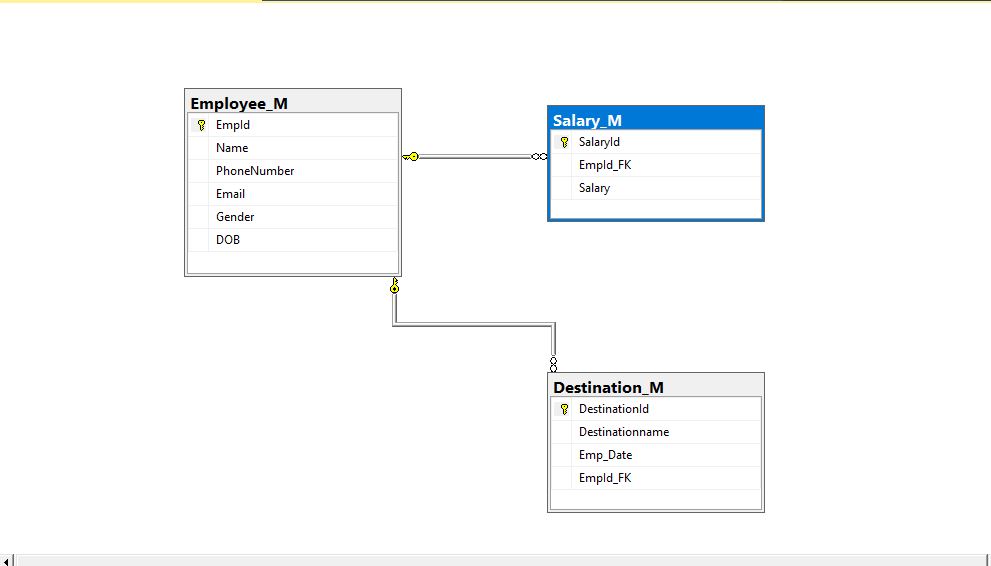 Employee_M
EmpId
Name
PhoneNumber
Email
Gender
DOB
Salary_M
SalaryId
EmpId_FK
Salary
Destination_M
DestinationId
Destinationname
Emp_Date
EmpId_FK